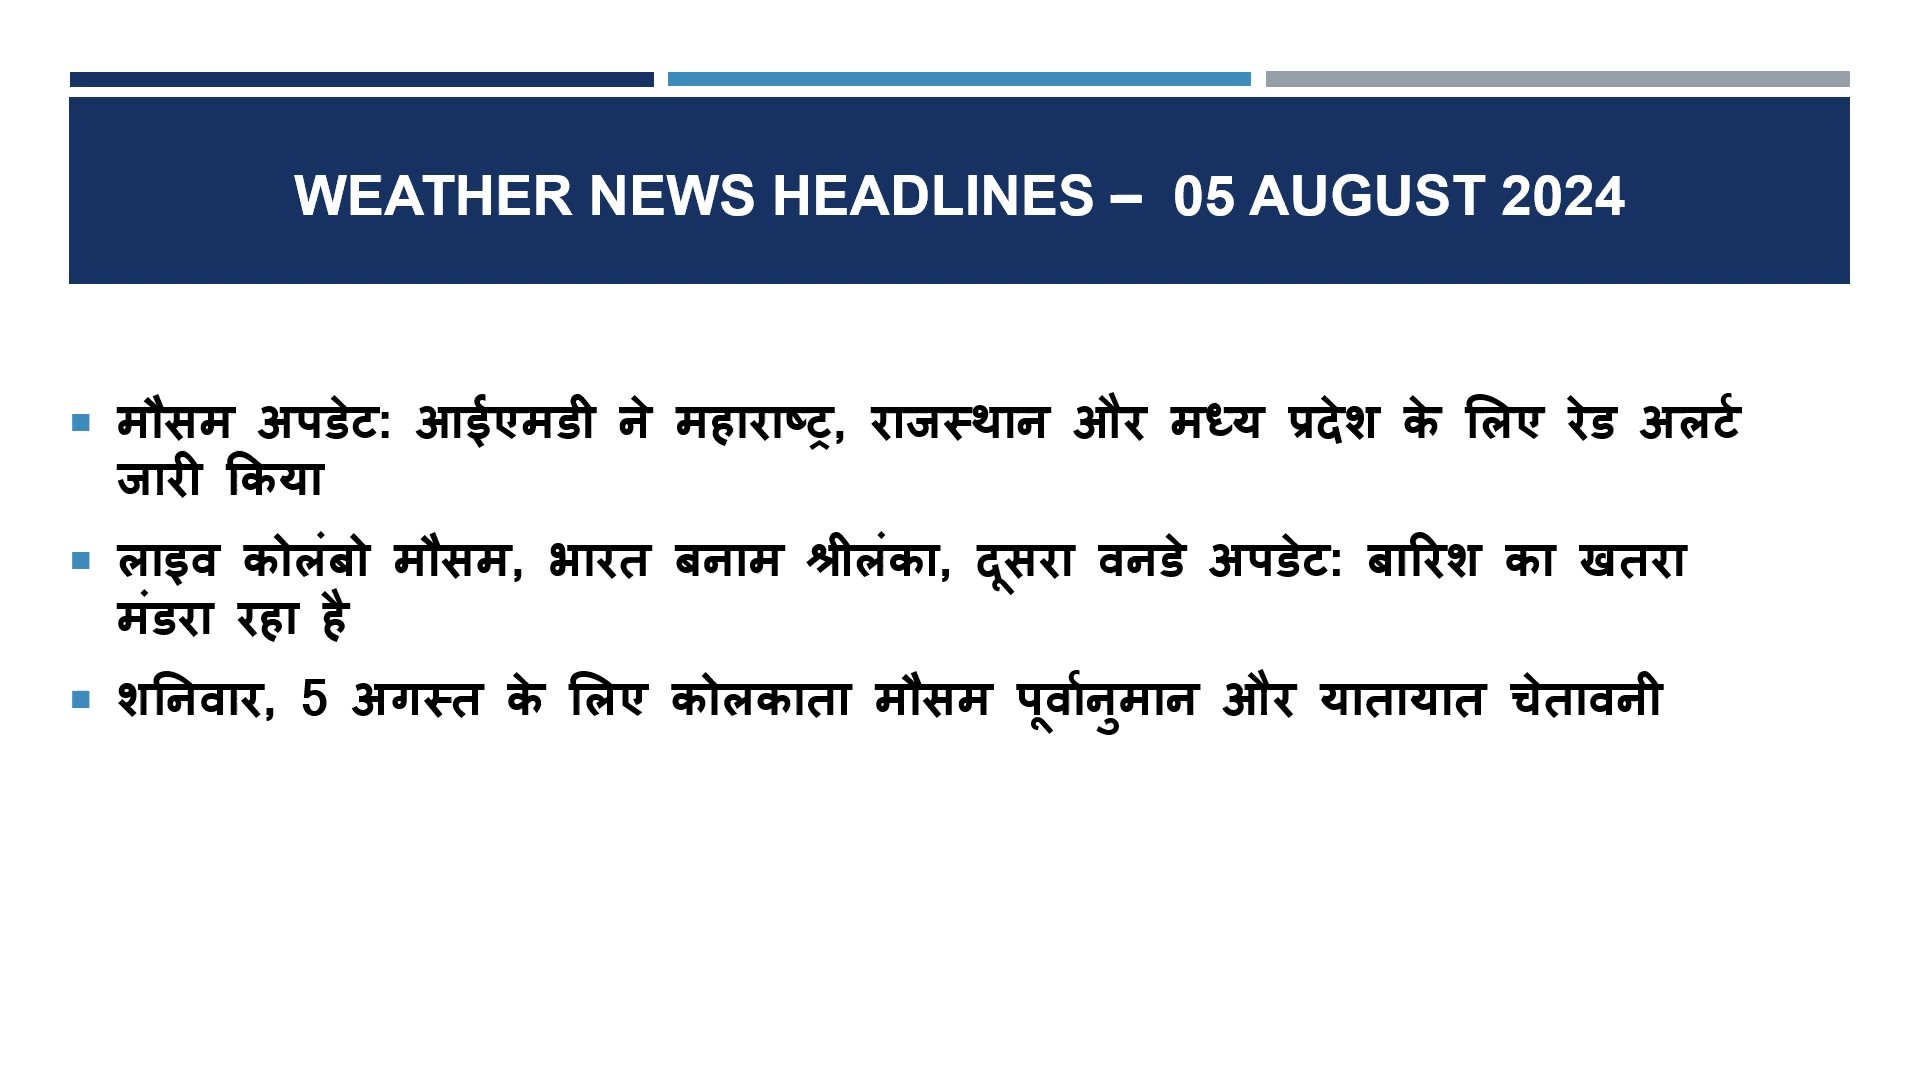 WEATHER NEWS HEADLINES – 05 AUGUST 2024
मौसम अपडेट: आईएमडी ने महाराष्ट्र, राजस्थान और मध्य प्रदेश के लिए रेड अलर्ट
जारी किया
लाइव कोलंबो मौसम, भारत बनाम श्रीलंका, दूसरा वनडे अपडेट: बारिश का खतरा
मंडरा रहा है
शनिवार, 5 अगस्त के लिए कोलकाता मौसम पूर्वानुमान और यातायात चेतावनी